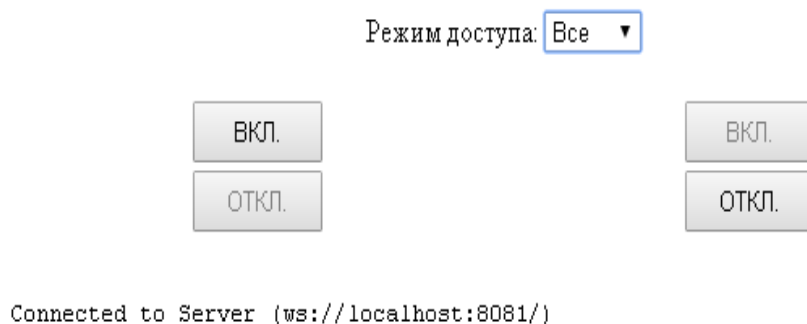 Режим доступа: Все
ВКЛ. ВКЛ.
ОТКЛ. ОТКЛ.
Connected to Server (ws://localhost:8081/)